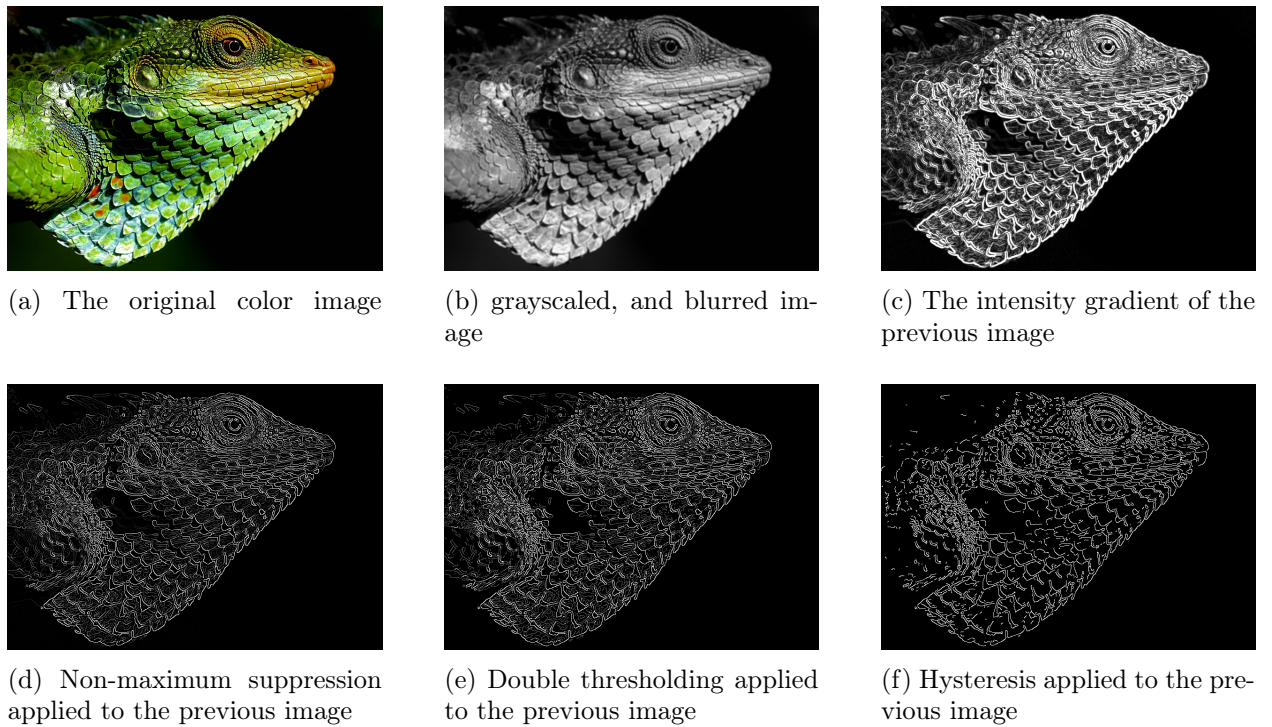 (a) The original color image
(b) grayscaled, and blurred im-
age
(c) The intensity gradient of the
previous image
(d) Non-maximum suppression
applied to the previous image
(e) Double thresholding applied
to the previous image
(f) Hysteresis applied to the pre-
vious image